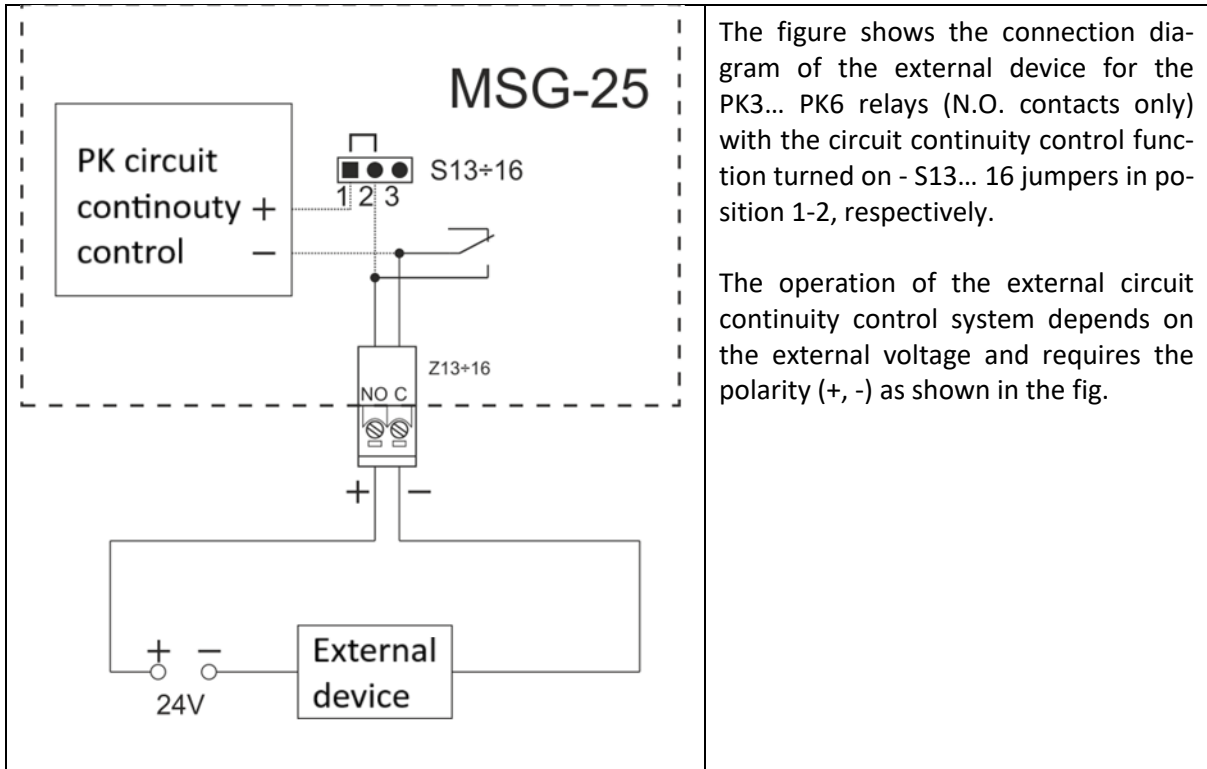 MSG-25
PK circuit
continouty +
control −
S13÷16
1 2 3
Z13÷16
NO C
+ −
+ −
24V
External
device
The figure shows the connection dia-
gram of the external device for the
PK3... PK6 relays (N.O. contacts only)
with the circuit continuity control func-
tion turned on - S13... 16 jumpers in po-
sition 1-2, respectively.
The operation of the external circuit
continuity control system depends on
the external voltage and requires the
polarity (+, -) as shown in the fig.